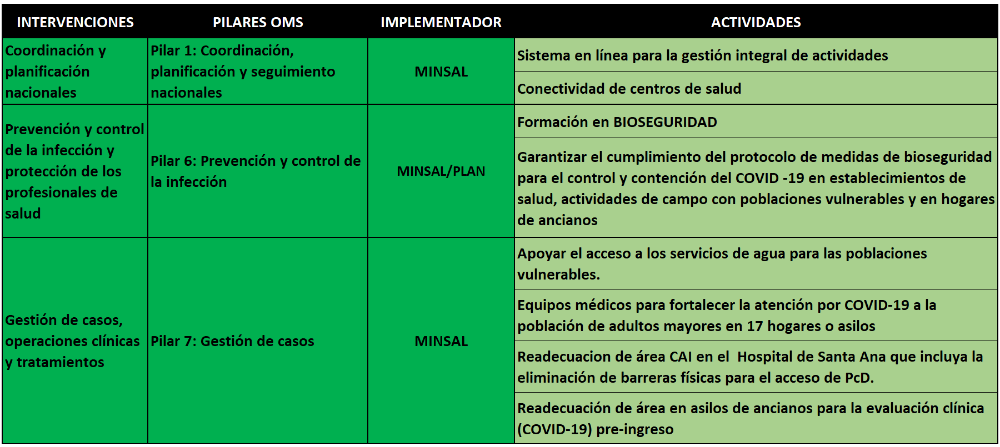 INTERVENCIONES PILARES OMS IMPLEMENTADOR ACTIVIDADES
Coordinación y
planificación
nacionales
Pilar 1: Coordinación,
planificación y seguimiento
nacionales
MINSAL
Sistema en línea para la gestión integral de actividades
Conectividad de centros de salud
Prevención y control
de la infección y
protección de los
profesionales de
salud
Pilar 6: Prevención y control de
la infección
MINSAL/PLAN
Formación en BIOSEGURIDAD
Garantizar el cumplimiento del protocolo de medidas de bioseguridad
para el control y contención del COVID -19 en establecimientos de
salud, actividades de campo con poblaciones vulnerables y en hogares
de ancianos
Gestión de casos,
operaciones clínicas
y tratamientos
Pilar 7: Gestión de casos
MINSAL
Apoyar el acceso a los servicios de agua para las poblaciones
vulnerables.
Equipos médicos para fortalecer la atención por COVID-19 a la
población de adultos mayores en 17 hogares o asilos
Readecuacion de área CAI en el  Hospital de Santa Ana que incluya la
eliminación de barreras físicas para el acceso de PcD.
Readecuación de área en asilos de ancianos para la evaluación clínica
(COVID-19) pre-ingreso